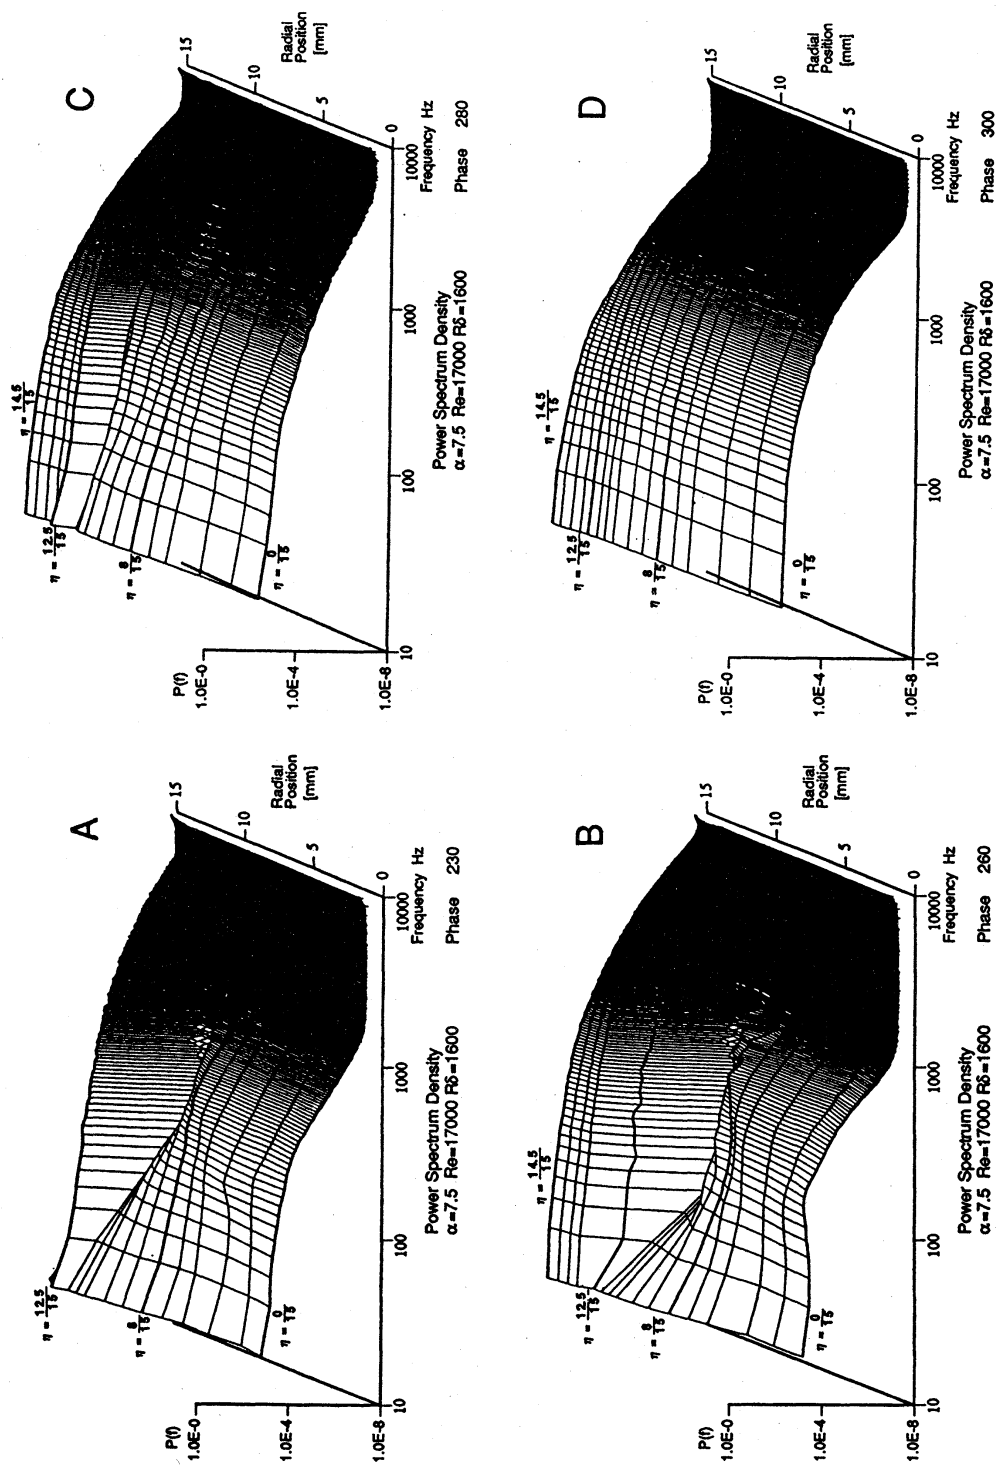 A
η = 12.5/15
η = 8/15
η = 0/15
P(f)
1.0E-0
1.0E-4
1.0E-8
10
100
1000
10000
Frequency Hz
0
5
10
15
Radial
Position
[mm]
Power Spectrum Density
α=7.5 Re=17000 Rδ=1600
Phase 230
B
η = 14.5/15
η = 12.5/15
η = 8/15
η = 0/15
P(f)
1.0E-0
1.0E-4
1.0E-8
10
100
1000
10000
Frequency Hz
0
5
10
15
Radial
Position
[mm]
Power Spectrum Density
α=7.5 Re=17000 Rδ=1600
Phase 260
C
η = 14.5/15
η = 12.5/15
η = 8/15
η = 0/15
P(f)
1.0E-0
1.0E-4
1.0E-8
10
100
1000
10000
Frequency Hz
0
5
10
15
Radial
Position
[mm]
Power Spectrum Density
α=7.5 Re=17000 Rδ=1600
Phase 280
D
η = 14.5/15
η = 12.5/15
η = 8/15
η = 0/15
P(f)
1.0E-0
1.0E-4
1.0E-8
10
100
1000
10000
Frequency Hz
0
5
10
15
Radial
Position
[mm]
Power Spectrum Density
α=7.5 Re=17000 Rδ=1600
Phase 300